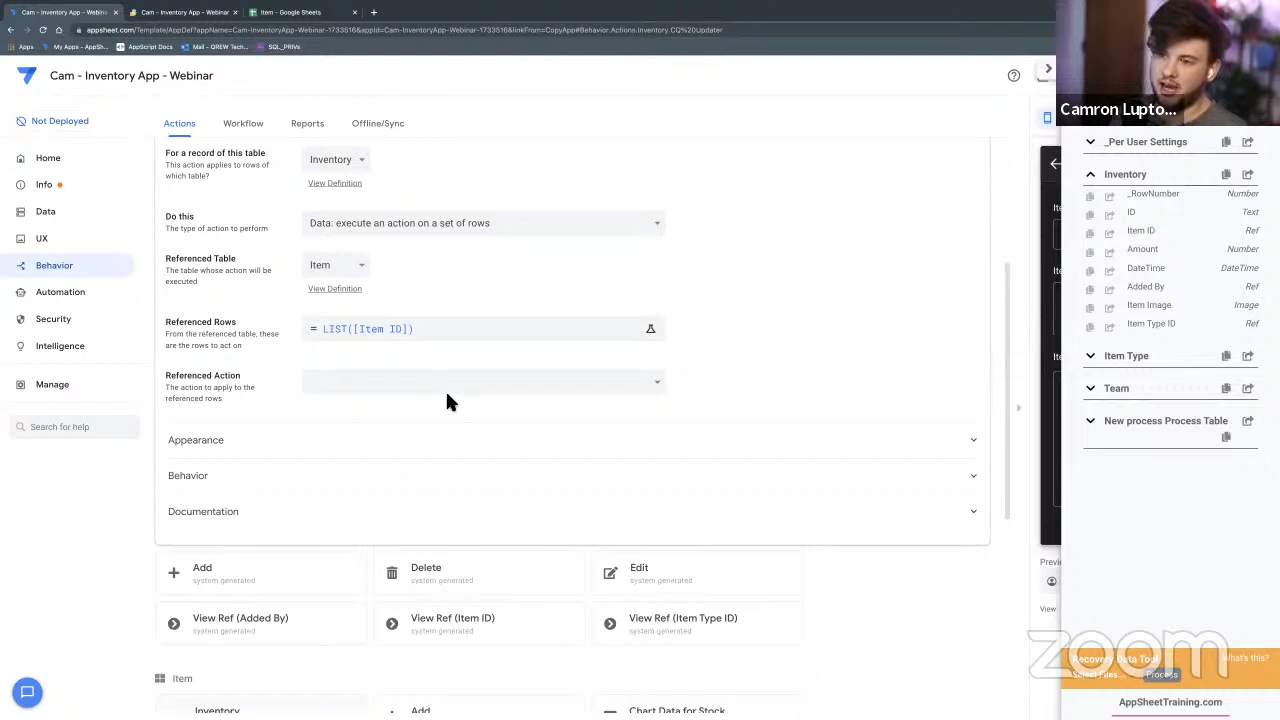 Cam - Inventory App - Webinar
Cam - Inventory App - Webinar
Item - Google Sheets
appsheet.com/Template/AppDef?appName=Cam-InventoryApp-Webinar-1733516&appId=Cam-InventoryApp-Webinar-1733516&linkFrom=CopyApp#Behavior.Actions.Inventory.CQ%20Updater
Apps
My Apps - AppSh...
AppScript Docs
Mail - QREW Tech...
SQL_PRIVs
Cam - Inventory App - Webinar
Camron Lupto...
Not Deployed
Home
Info
Data
UX
Behavior
Automation
Security
Intelligence
Manage
Search for help
Actions
Workflow
Reports
Offline/Sync
For a record of this table
This action applies to rows of
which table?
Inventory
View Definition
Do this
The type of action to perform
Data: execute an action on a set of rows
Referenced Table
The table whose action will be
executed
Item
View Definition
Referenced Rows
From the referenced table, these
are the rows to act on
= LIST([Item ID])
Referenced Action
The action to apply to the
referenced rows
Appearance
Behavior
Documentation
Add
system generated
Delete
system generated
Edit
system generated
View Ref (Added By)
system generated
View Ref (Item ID)
system generated
View Ref (Item Type ID)
system generated
Item
Inventory
Add
Chart Data for Stock
_Per User Settings
Inventory
_RowNumber
Number
ID
Text
Item ID
Ref
Amount
Number
DateTime
DateTime
Added By
Ref
Item Image
Image
Item Type ID
Ref
Item Type
Team
New process Process Table
Previ
View
zoom
Recovery Data Tool
What's this?
Select Files...
Process
AppSheetTraining.com